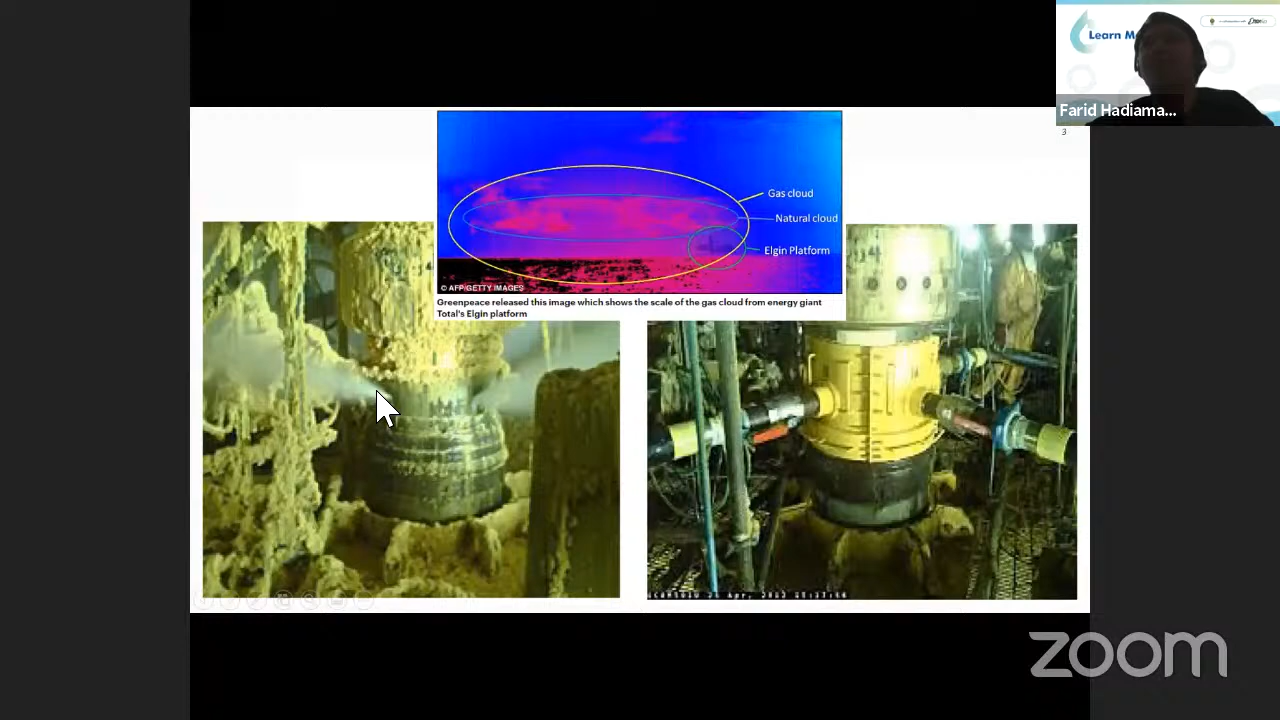 Learn M
Farid Hadiama...
3
Gas cloud
Natural cloud
Elgin Platform
© AFP/GETTY IMAGES
Greenpeace released this image which shows the scale of the gas cloud from energy giant
Total's Elgin platform
zoom